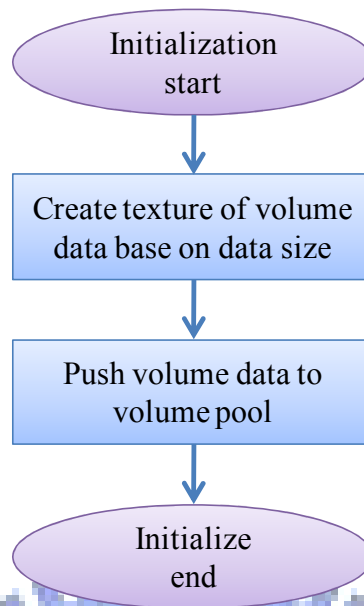 Initialization
start
Create texture of volume
data base on data size
Push volume data to
volume pool
Initialize
end